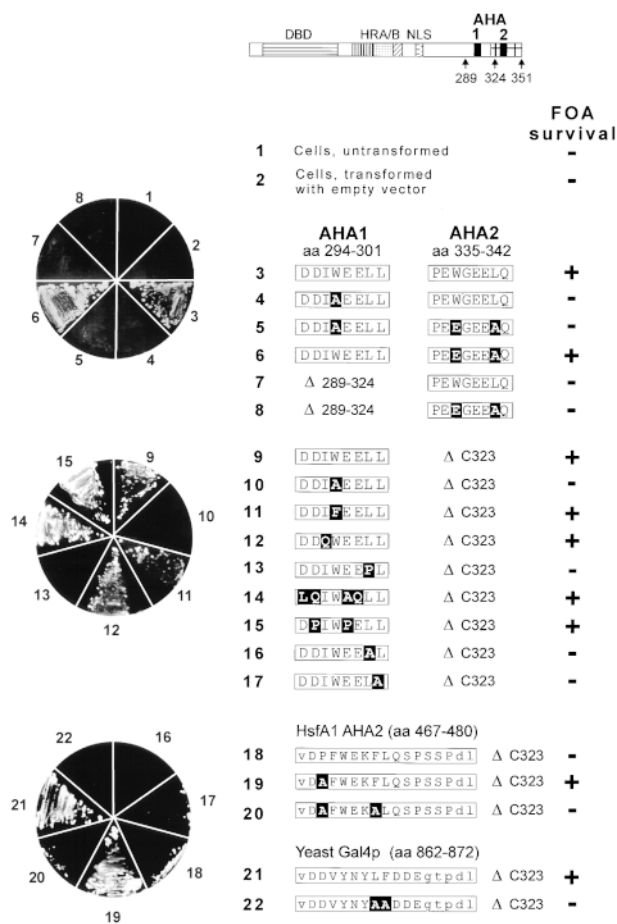 AHA
DBD HRA/B NLS 1 2
289 324 351
FOA
survival
1 Cells, untransformed -
2 Cells, transformed
with empty vector -
8 1
7 2
6 3
5 4
AHA1 AHA2
aa 294-301 aa 335-342
3 DDIWEELL PEWGEELQ +
4 DDIAEELL PEWGEELQ -
5 DDIAEELL PEEGEEAQ -
6 DDIWEELL PEEGEEAQ +
7 Δ 289-324 PEWGEELQ -
8 Δ 289-324 PEEGEEAQ -
15 9
14 10
13 11
12
9 DDIWEELL Δ C323 +
10 DDIAEELL Δ C323 -
11 DDIFEELL Δ C323 +
12 DDQWEELL Δ C323 +
13 DDIWEEPL Δ C323 -
14 LQIWAQLL Δ C323 +
15 DPIWPELL Δ C323 +
16 DDIWEEAL Δ C323 -
17 DDIWEELA Δ C323 -
22 16
21 17
20 18
19
HsfA1 AHA2 (aa 467-480)
18 vDPFWEKFLQSPSSPdl Δ C323 -
19 vDAFWEKFLQSPSSPdl Δ C323 +
20 vDAFWEKALQSPSSPdl Δ C323 -
Yeast Gal4p (aa 862-872)
21 vDDVYNYLFDDEgtpdl Δ C323 +
22 vDDVYNYAADDEgtpdl Δ C323 -